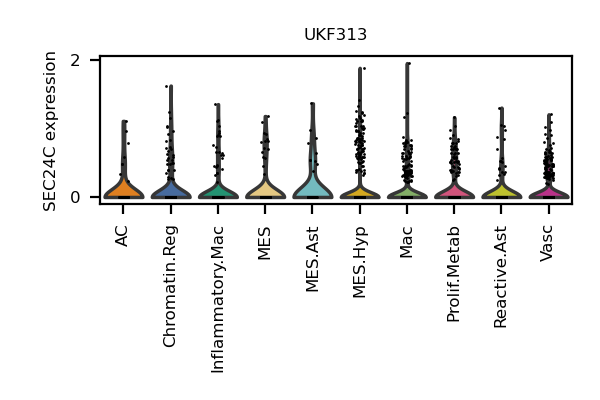 UKF313
SEC24C expression
2
0
AC
Chromatin.Reg
Inflammatory.Mac
MES
MES.Ast
MES.Hyp
Mac
Prolif.Metab
Reactive.Ast
Vasc